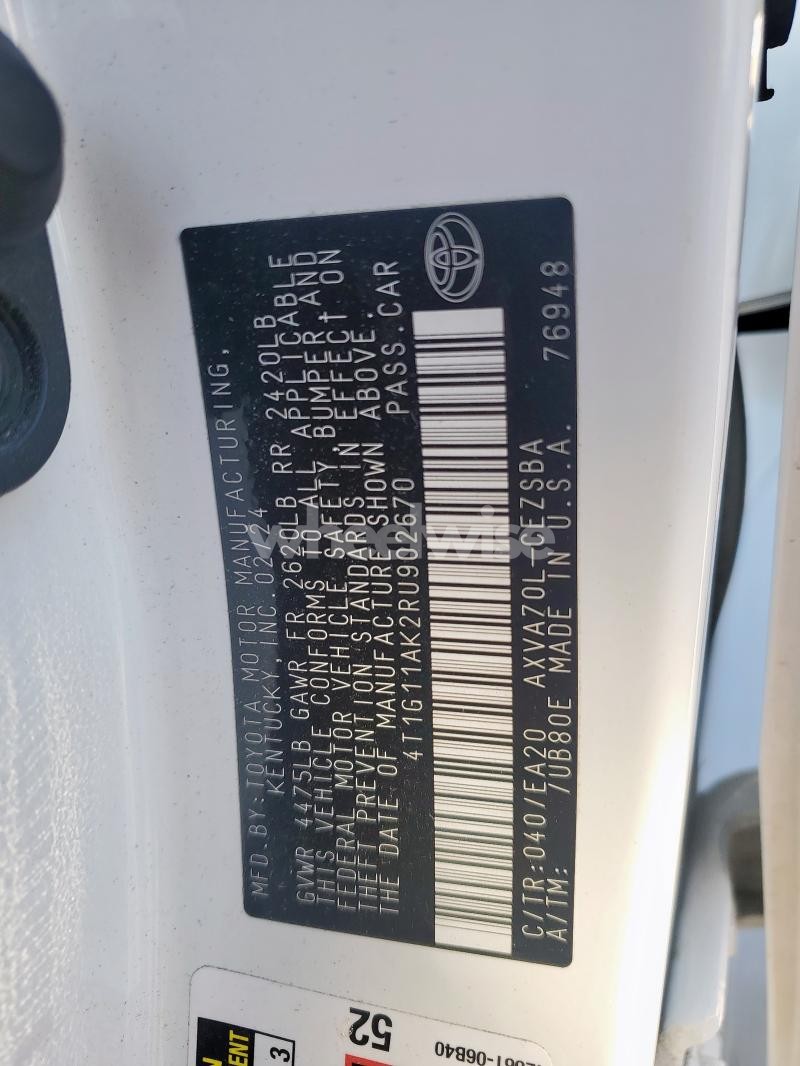 MFD.BY:TOYOTA MOTOR MANUFACTURING,
KENTUCKY, INC. 02/24
GVWR 4475LB GAWR FR 2620LB RR 2420LB
THIS VEHICLE CONFORMS TO ALL APPLICABLE
FEDERAL MOTOR VEHICLE SAFETY, BUMPER AND
THEFT PREVENTION STANDARDS IN EFFECT ON
THE DATE OF MANUFACTURE SHOWN ABOVE.
4T1G11AK2RU902670 PASS.CAR
C/TR:040/EA20 AXVA70L-CEZSBA
A/TM: 7UB80E MADE IN U.S.A. 76948
wheelwise
52
3